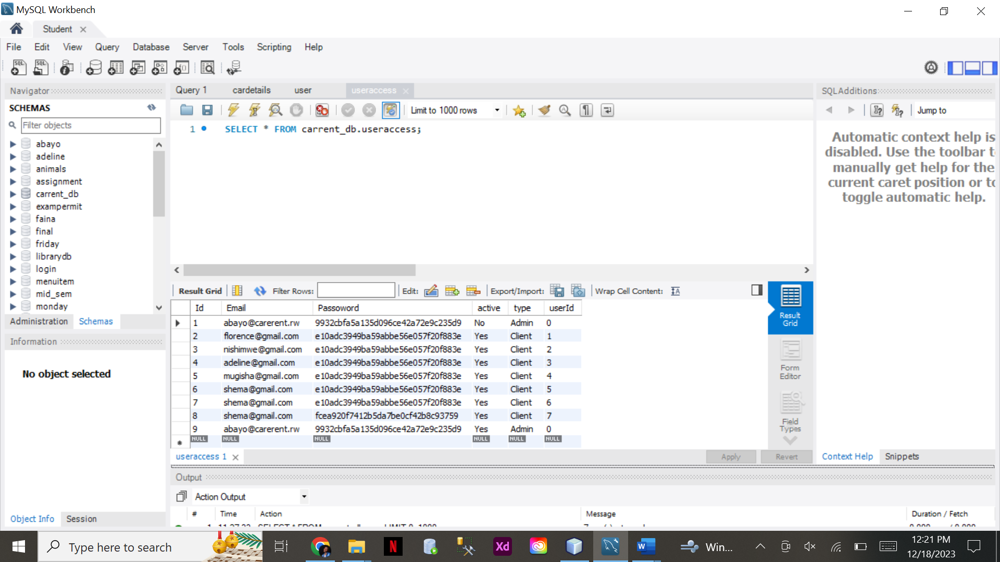 MySQL Workbench
Student
File Edit View Query Database Server Tools Scripting Help
Navigator
SCHEMAS
Filter objects
abayo
adeline
animals
assignment
carrent_db
exampermit
faina
final
friday
librarydb
login
menuitem
mid_sem
monday
Administration Schemas
Information
No object selected
Object Info Session
Query 1 cardetails user useraccess
Limit to 1000 rows
1 SELECT * FROM carrent_db.useraccess;
Result Grid Filter Rows: Edit: Export/Import: Wrap Cell Content:
Id Email Passoword active type userId
1 abayo@carerent.rw 9932cbfa5a135d096ce42a72e9c235d9 No Admin 0
2 florence@gmail.com e10adc3949ba59abbe56e057f20f883e Yes Client 1
3 nishimwe@gmail.com e10adc3949ba59abbe56e057f20f883e Yes Client 2
4 adeline@gmail.com e10adc3949ba59abbe56e057f20f883e Yes Client 3
5 mugisha@gmail.com e10adc3949ba59abbe56e057f20f883e Yes Client 4
6 shema@gmail.com e10adc3949ba59abbe56e057f20f883e Yes Client 5
7 shema@gmail.com e10adc3949ba59abbe56e057f20f883e Yes Client 6
8 shema@gmail.com fcea920f7412b5da7be0cf42b8c93759 Yes Client 7
9 abayo@carerent.rw 9932cbfa5a135d096ce42a72e9c235d9 Yes Admin 0
NULL NULL NULL NULL NULL NULL
Result
Grid
Form
Editor
Field
Types
useraccess 1 Apply Revert
SQLAdditions
Jump to
Automatic context help is
disabled. Use the toolbar t
manually get help for the
current caret position or to
toggle automatic help.
Context Help Snippets
Output
Action Output
# Time Action Message Duration / Fetch
Type here to search
Win...
12:21 PM
12/18/2023